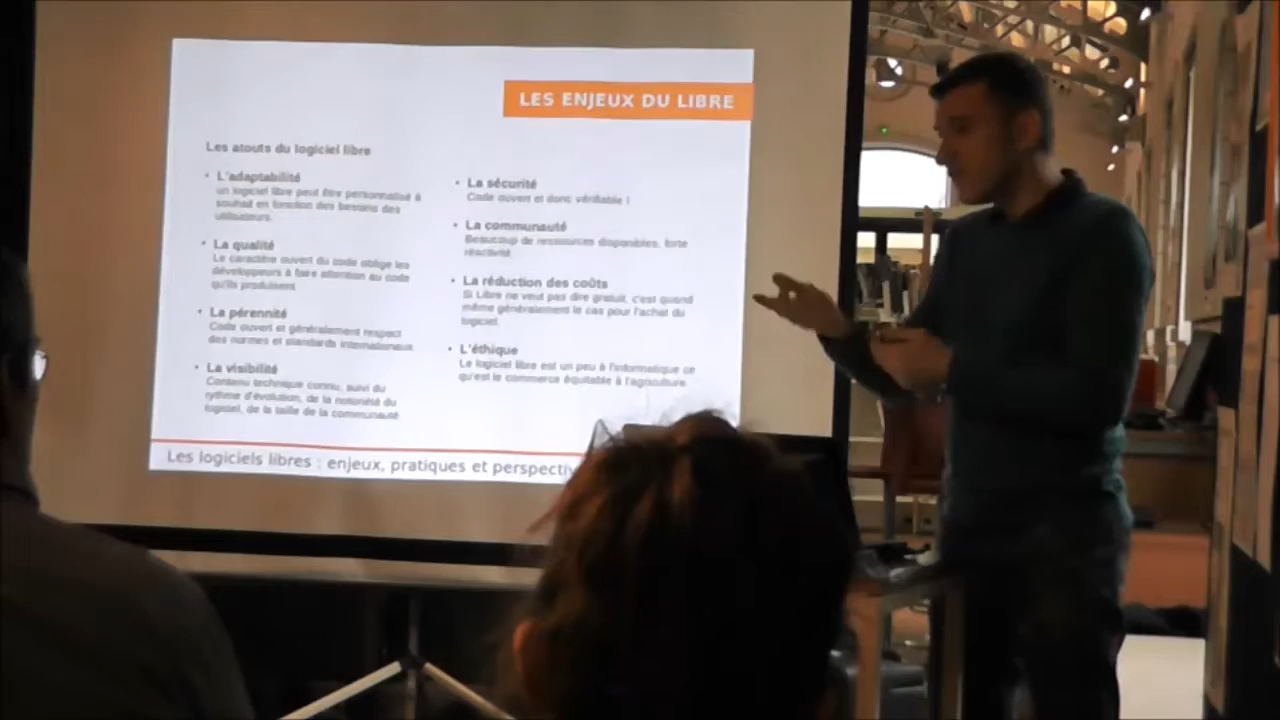 LES ENJEUX DU LIBRE
Les atouts du logiciel libre
• L'adaptabilité
un logiciel libre peut être personnalisé à
souhait en fonction des besoins des
utilisateurs.
• La qualité
Le caractère ouvert du code oblige les
développeurs à faire attention au code
qu'ils produisent
• La pérennité
Code ouvert et généralement respect
des normes et standards internationaux.
• La visibilité
Contenu technique connu, suivi du
rythme d'évolution, de la notoriété du
logiciel, de la taille de la communauté
• La sécurité
Code ouvert et donc vérifiable !
• La communauté
Beaucoup de ressources disponibles, forte
réactivité.
• La réduction des coûts
Si Libre ne veut pas dire gratuit, c'est quand
même généralement le cas pour l'achat du
logiciel.
• L'éthique
Le logiciel libre est un peu à l'informatique ce
qu'est le commerce équitable à l'agriculture.
Les logiciels libres : enjeux, pratiques et perspectiv